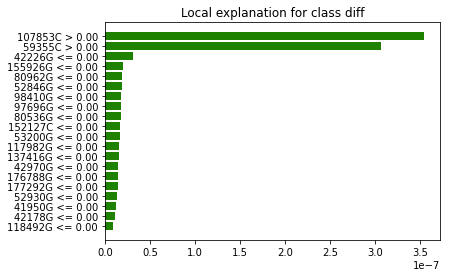 Local explanation for class diff
107853C > 0.00
59355C > 0.00
42226G <= 0.00
155926G <= 0.00
80962G <= 0.00
52846G <= 0.00
98410G <= 0.00
97696G <= 0.00
80536G <= 0.00
152127C <= 0.00
53200G <= 0.00
117982G <= 0.00
137416G <= 0.00
42970G <= 0.00
176788G <= 0.00
177292G <= 0.00
52930G <= 0.00
41950G <= 0.00
42178G <= 0.00
118492G <= 0.00
0.0 0.5 1.0 1.5 2.0 2.5 3.0 3.5
1e-7